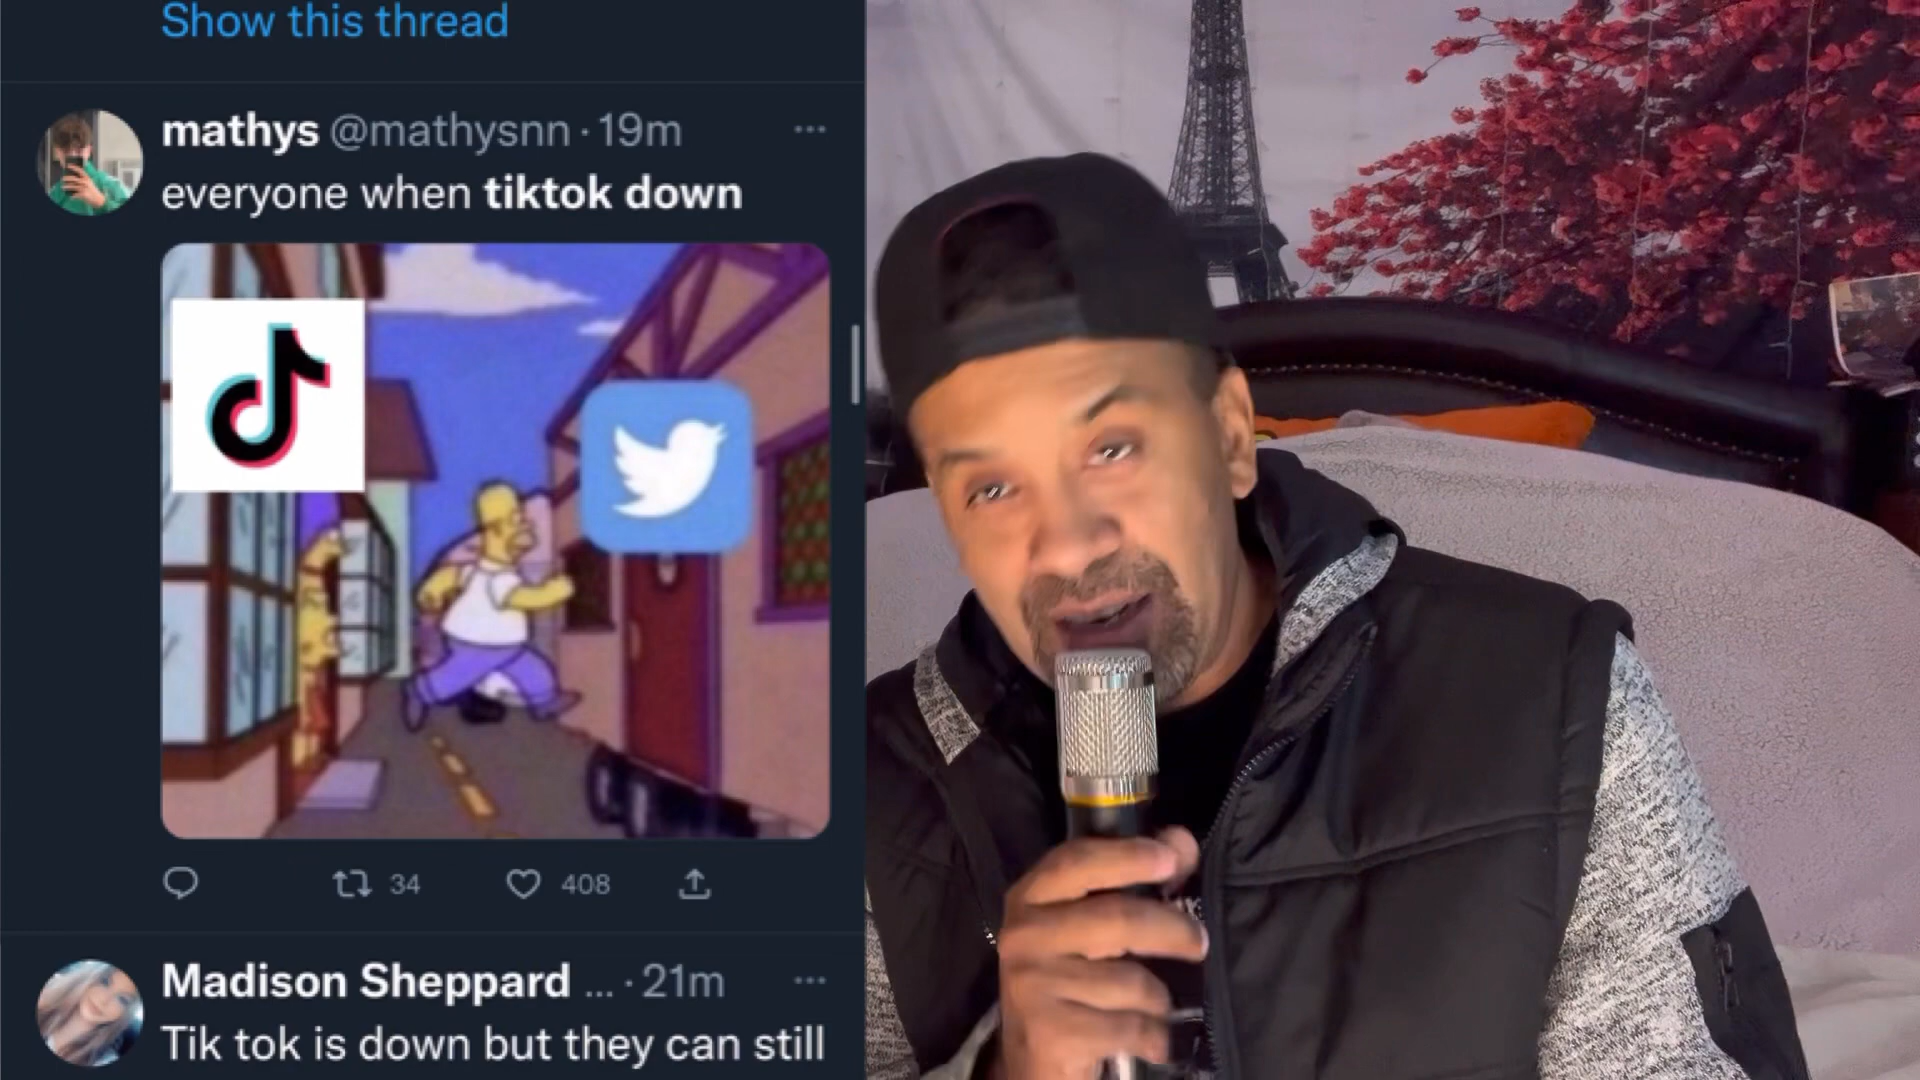 Show this thread
mathys @mathysnn · 19m
everyone when tiktok down
34
408
Madison Sheppard ... · 21m
Tik tok is down but they can still